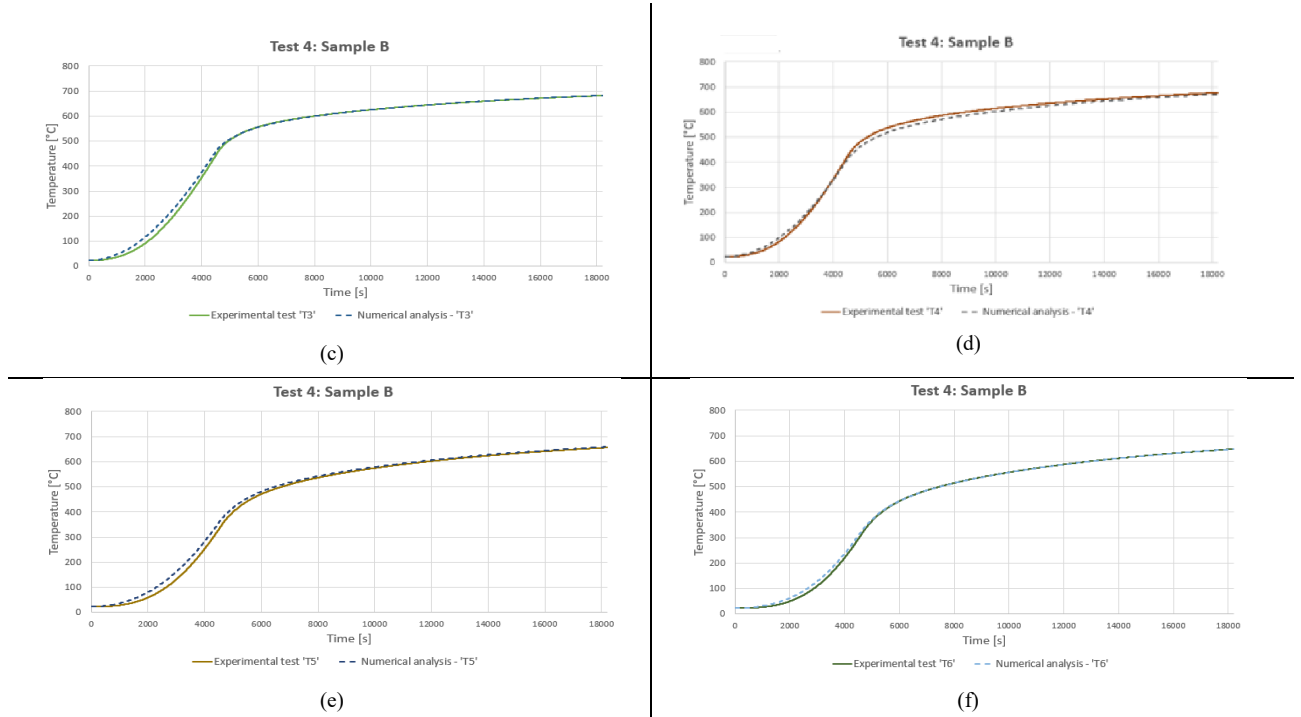 Test 4: Sample B
800
700
600
500
400
300
200
100
0
Temperature [°C]
0 2000 4000 6000 8000 10000 12000 14000 16000 18000
Time [s]
Experimental test 'T3' Numerical analysis - 'T3'
(c)
Test 4: Sample B
800
700
600
500
400
300
200
100
0
Temperature [°C]
0 2000 4000 6000 8000 10000 12000 14000 16000 18000
Time [s]
Experimental test 'T4' Numerical analysis - 'T4'
(d)
Test 4: Sample B
800
700
600
500
400
300
200
100
0
Temperature [°C]
0 2000 4000 6000 8000 10000 12000 14000 16000 18000
Time [s]
Experimental test 'T5' Numerical analysis - 'T5'
(e)
Test 4: Sample B
800
700
600
500
400
300
200
100
0
Temperature [°C]
0 2000 4000 6000 8000 10000 12000 14000 16000 18000
Time [s]
Experimental test 'T6' Numerical analysis - 'T6'
(f)